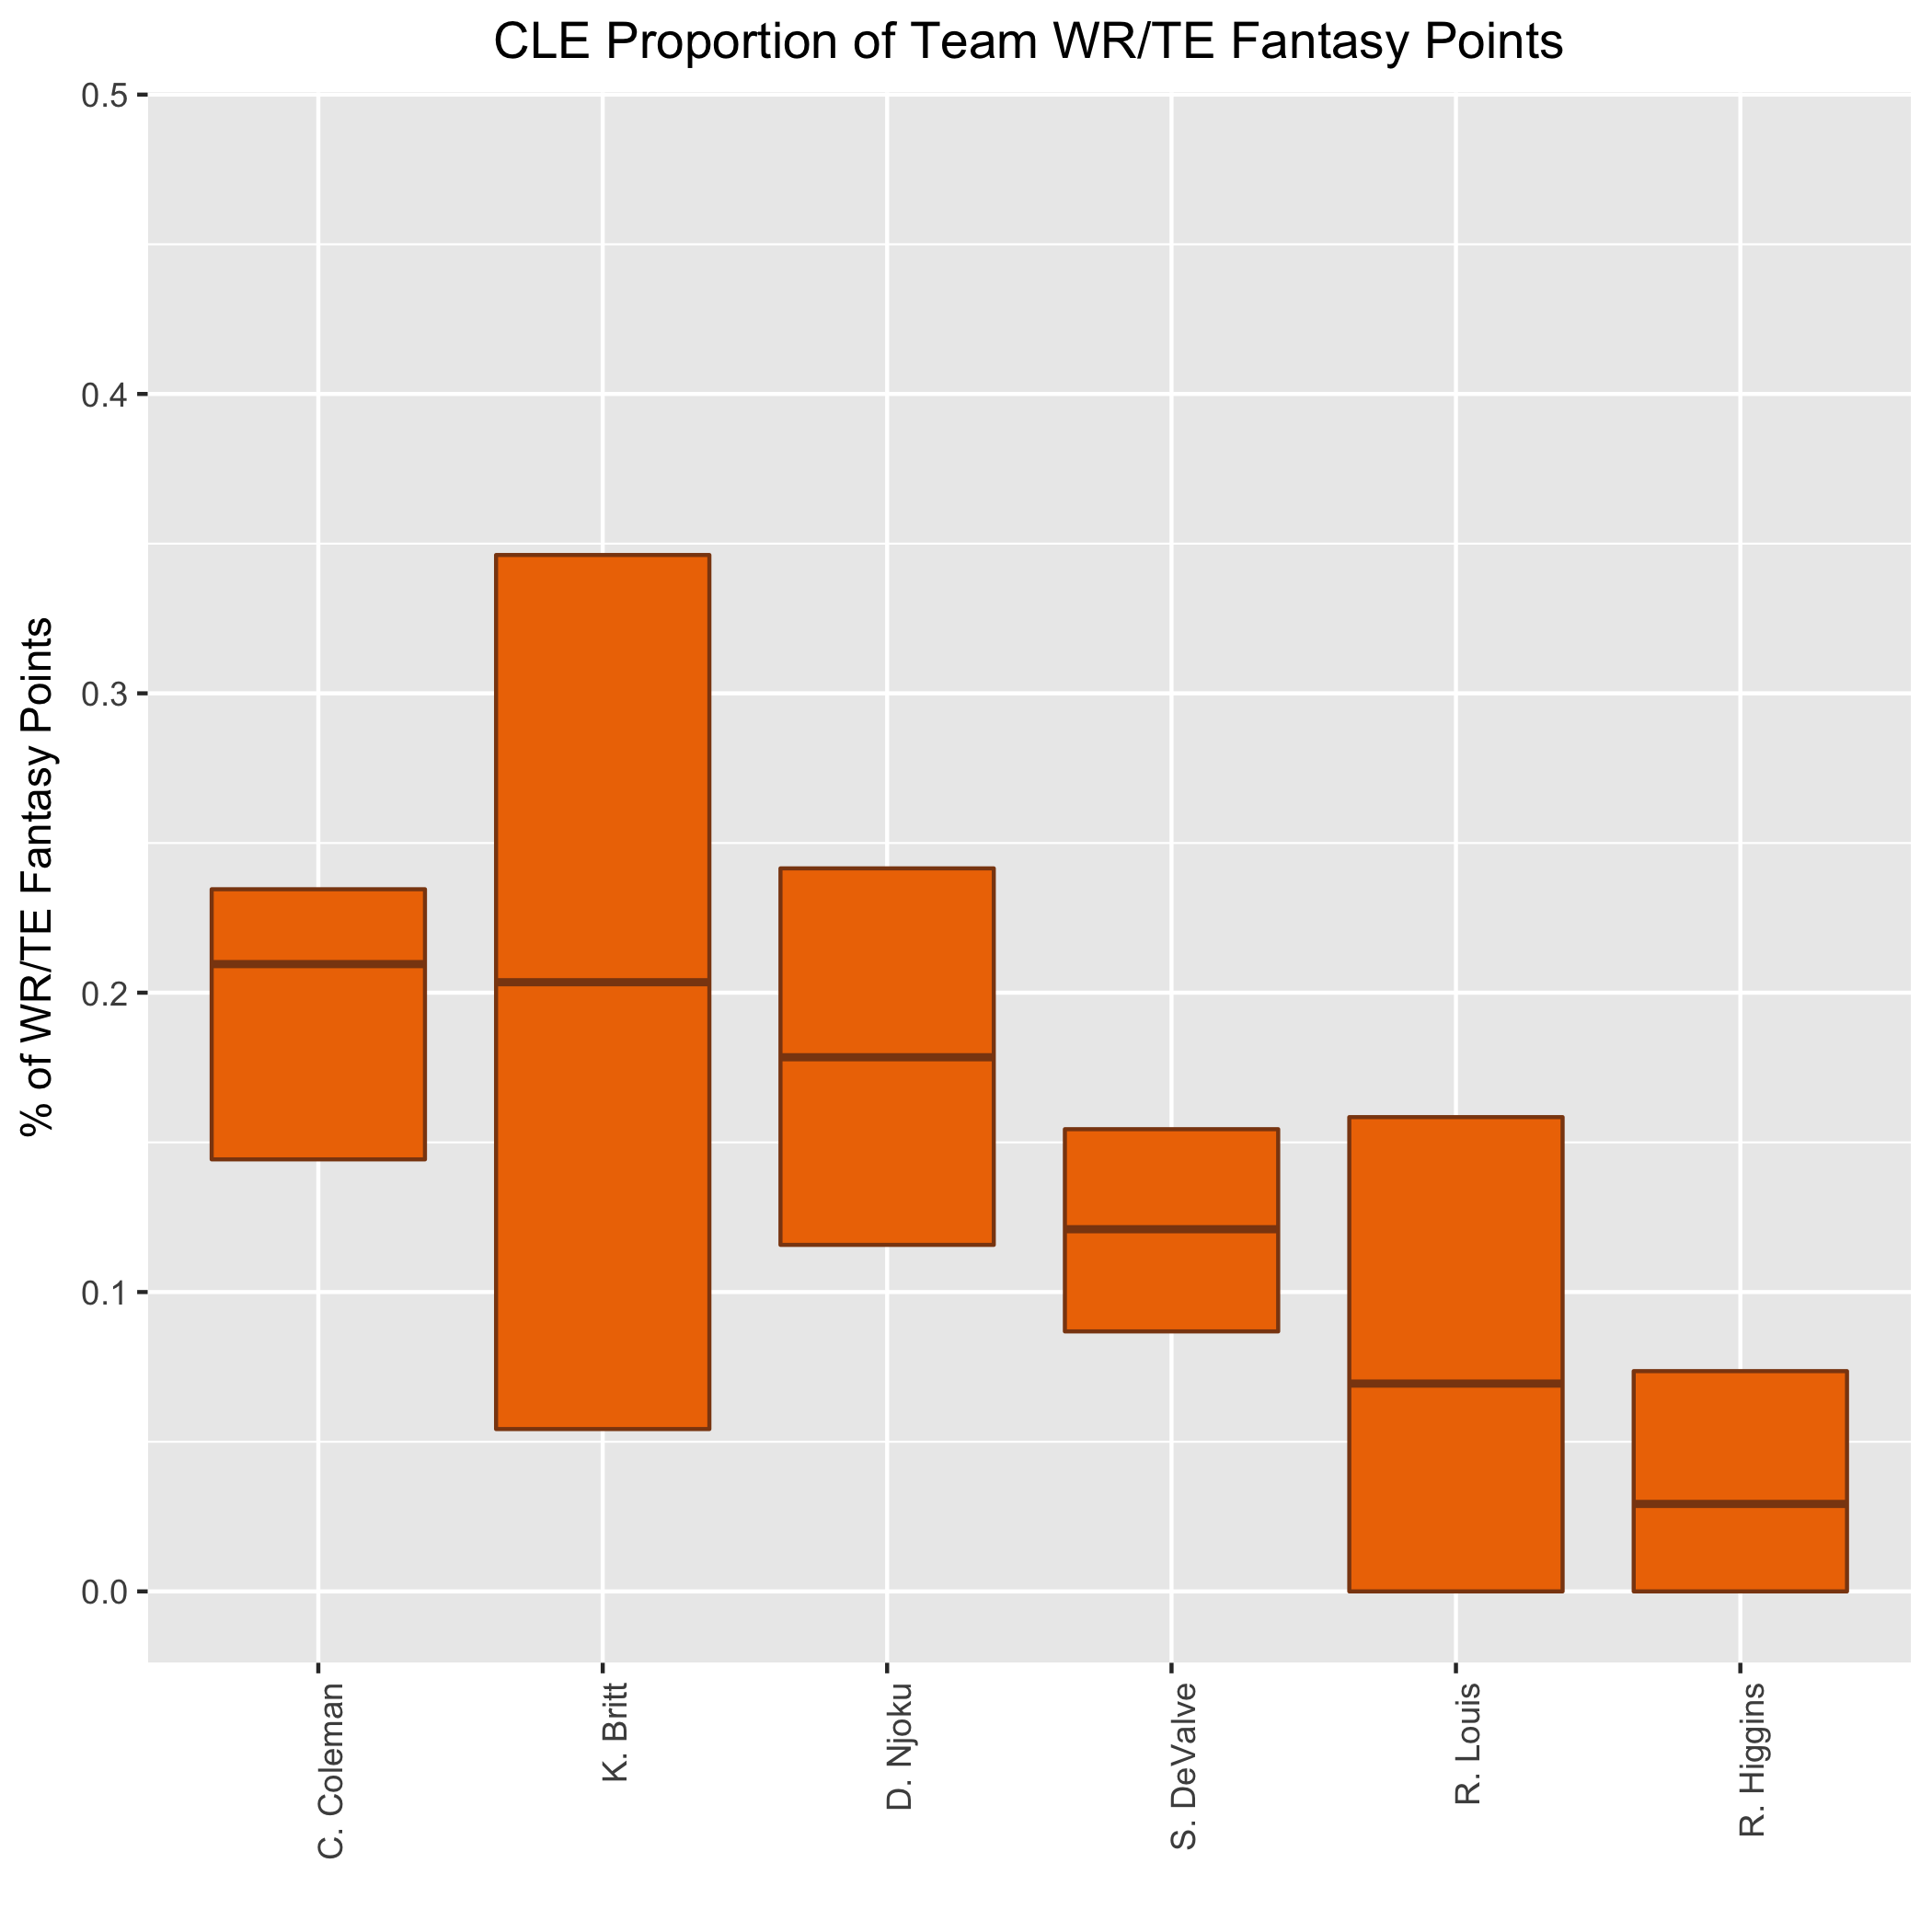 CLE Proportion of Team WR/TE Fantasy Points
% of WR/TE Fantasy Points
0.5
0.4
0.3
0.2
0.1
0.0
C. Coleman
K. Britt
D. Njoku
S. DeValve
R. Louis
R. Higgins